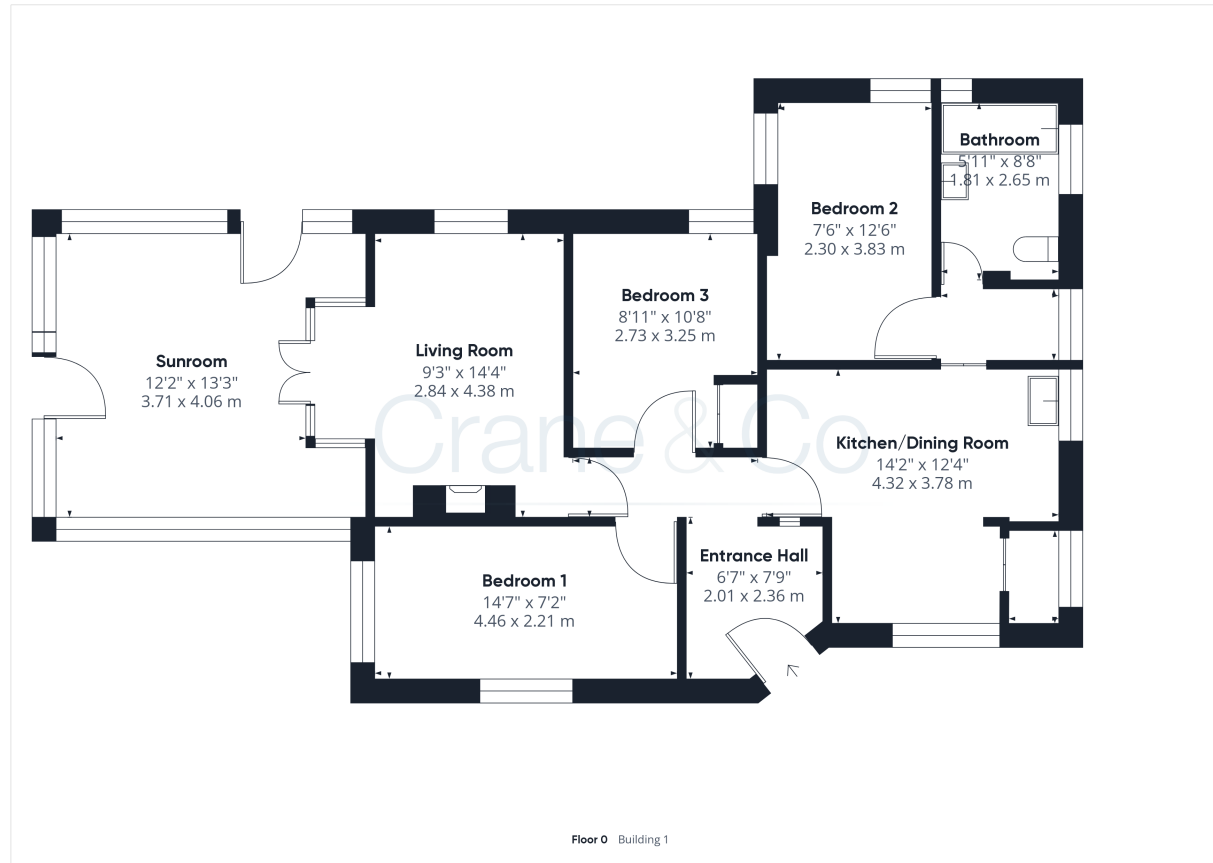 Bathroom
5'11" x 8'8"
1.81 x 2.65 m
Bedroom 2
7'6" x 12'6"
2.30 x 3.83 m
Bedroom 3
8'11" x 10'8"
2.73 x 3.25 m
Living Room
9'3" x 14'4"
2.84 x 4.38 m
Sunroom
12'2" x 13'3"
3.71 x 4.06 m
Crane & Co
Kitchen/Dining Room
14'2" x 12'4"
4.32 x 3.78 m
Entrance Hall
6'7" x 7'9"
2.01 x 2.36 m
Bedroom 1
14'7" x 7'2"
4.46 x 2.21 m
Floor 0 Building 1